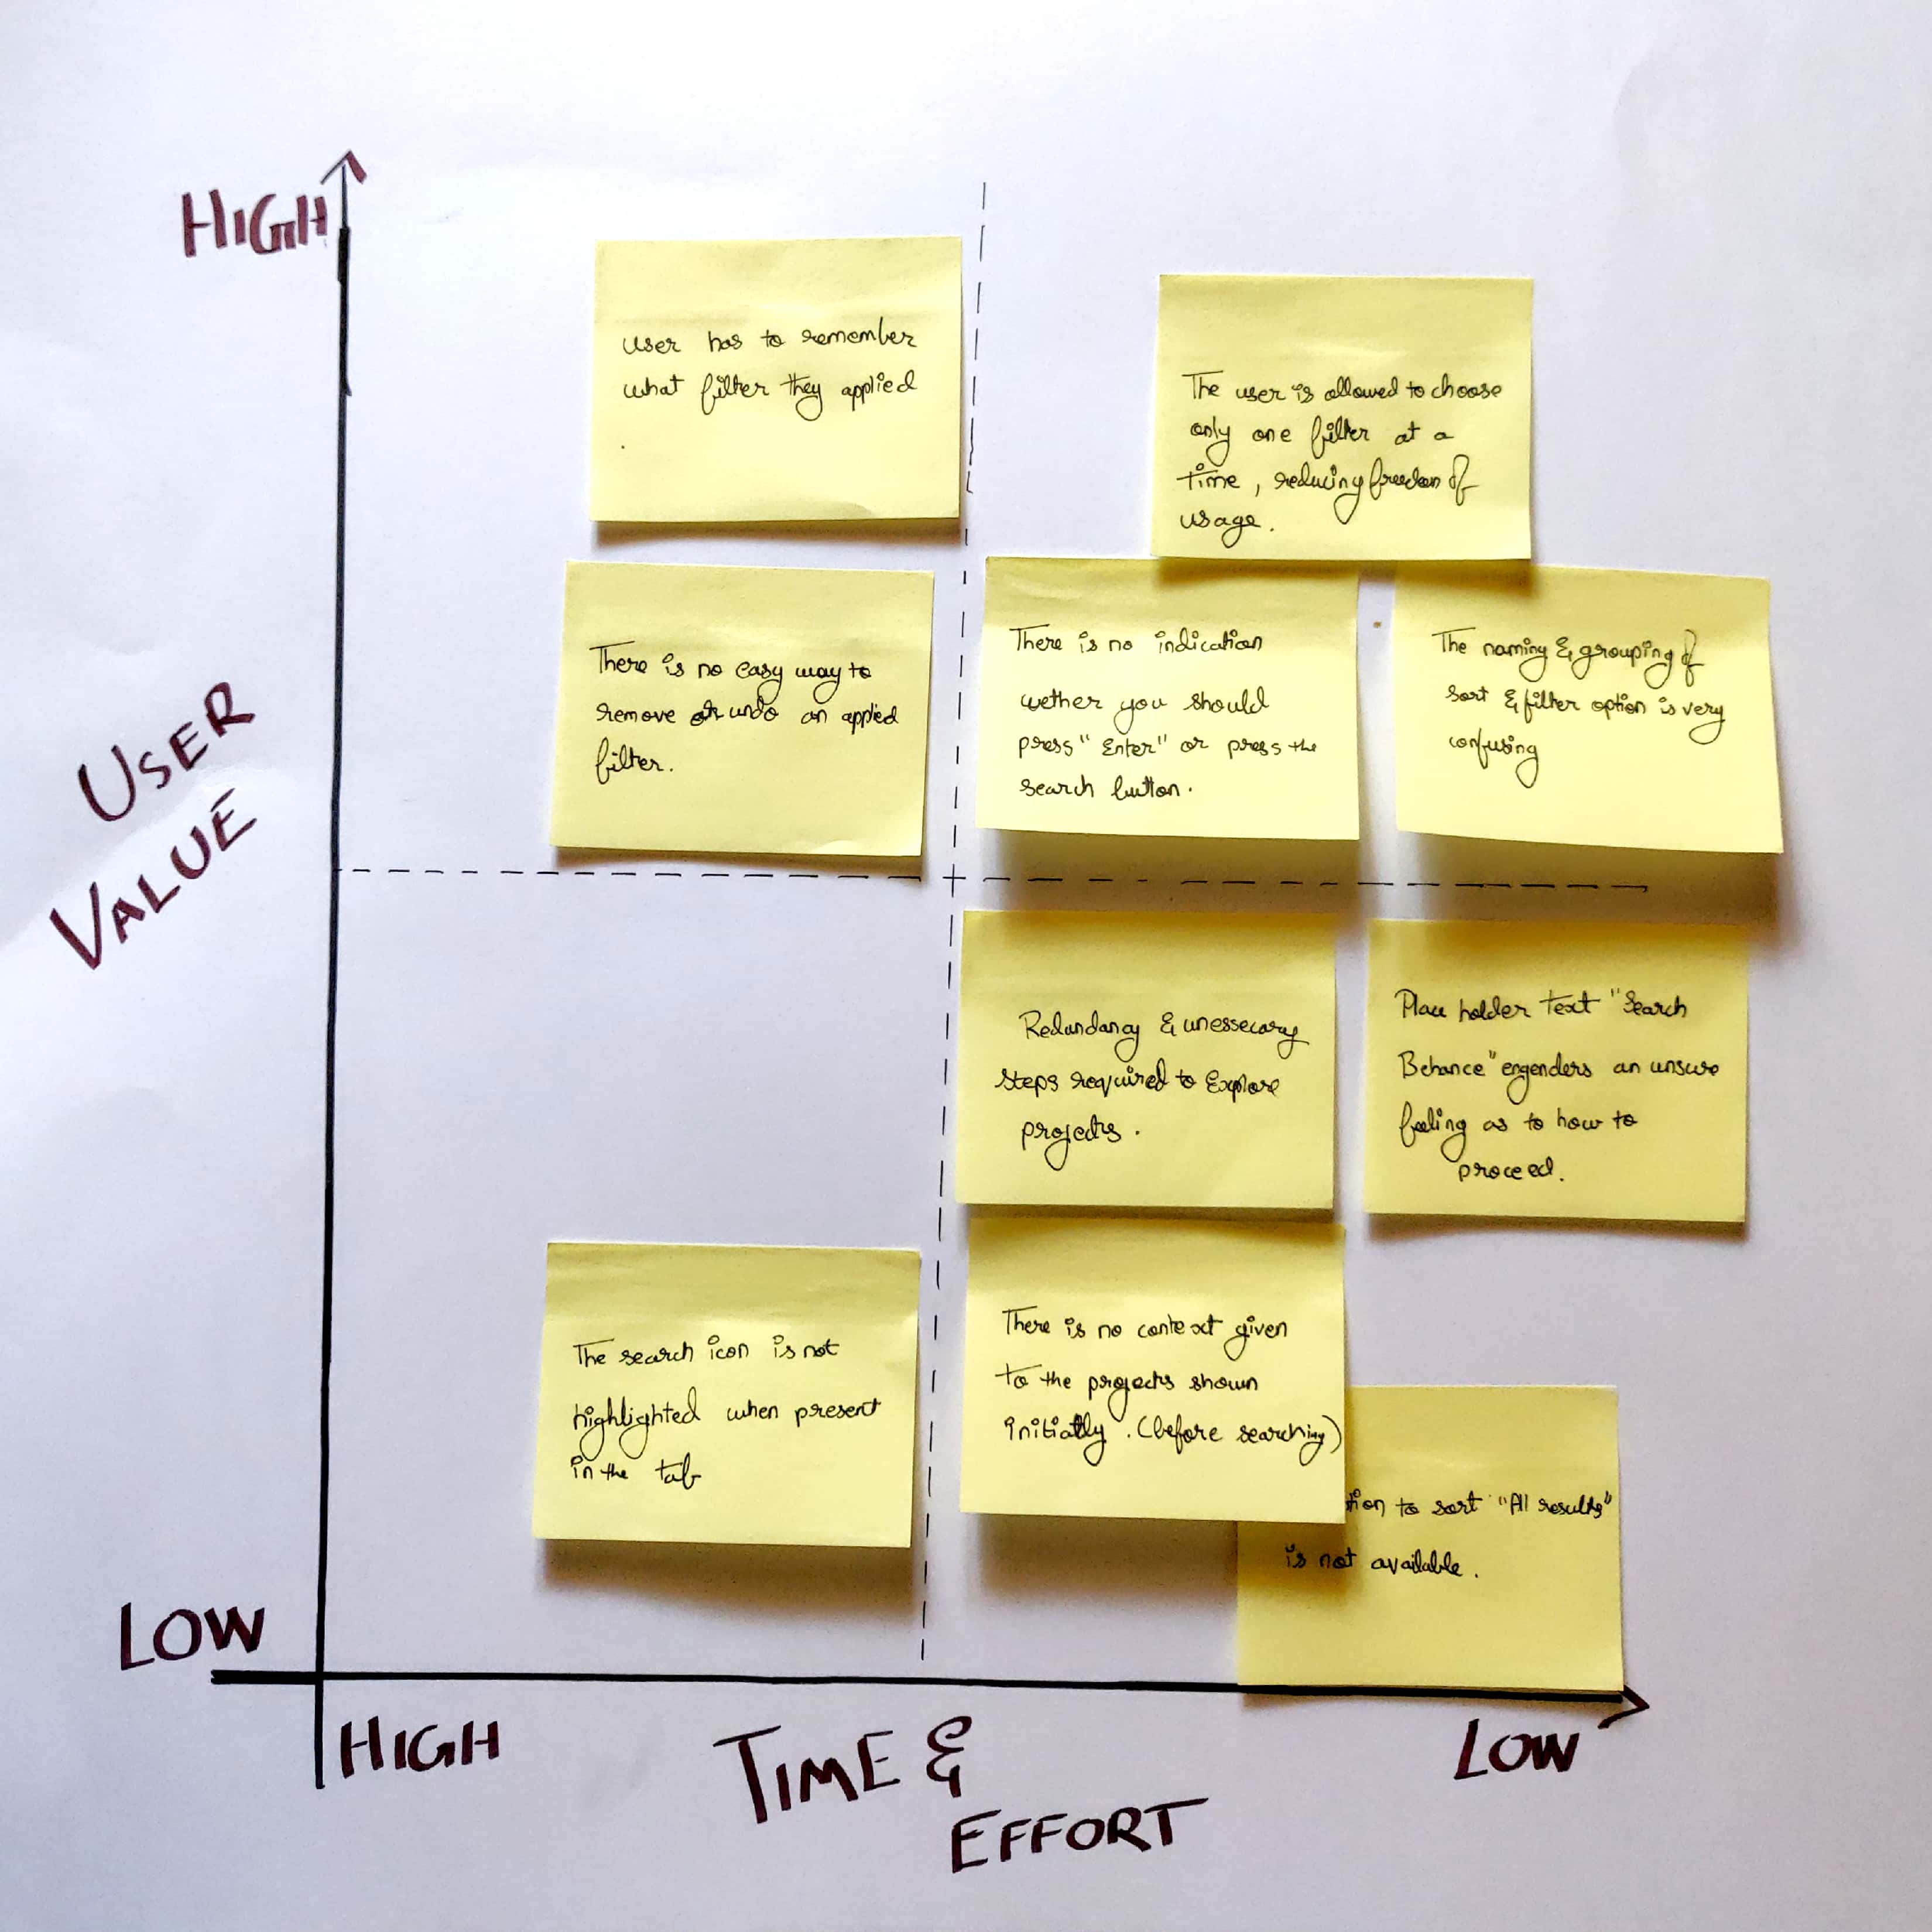 HIGH
User has to remember
what filter they applied
.
The user is allowed to choose
only one filter at a
time, reducing freedom of
usage.
There is no easy way to
remove or undo an applied
filter.
There is no indication
wether you should
press "Enter" or press the
search button.
The naming & grouping of
sort & filter option is very
confusing
USER
VALUE
Redundancy & unessecary
steps required to Explore
projects.
Place holder Text "Search
Behance" engenders an unsure
feeling as to how to
proceed.
The search icon is not
highlighted when present
in the tab
There is no context given
to the projects shown
initially. (before searching)
to sort "All results"
is not available.
LOW
HIGH
TIME &
EFFORT
LOW